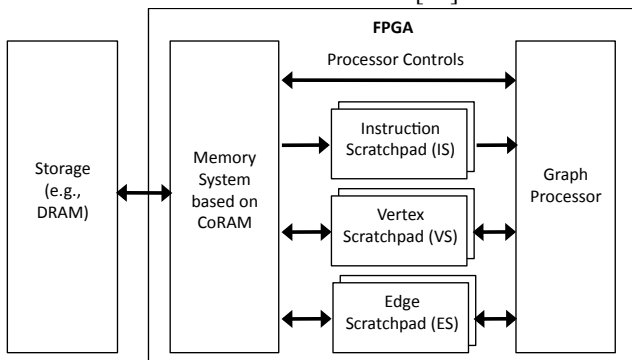 FPGA
Processor Controls
Instruction
Scratchpad (IS)
Storage
(e.g.,
DRAM)
Memory
System
based on
CoRAM
Graph
Processor
Vertex
Scratchpad (VS)
Edge
Scratchpad (ES)